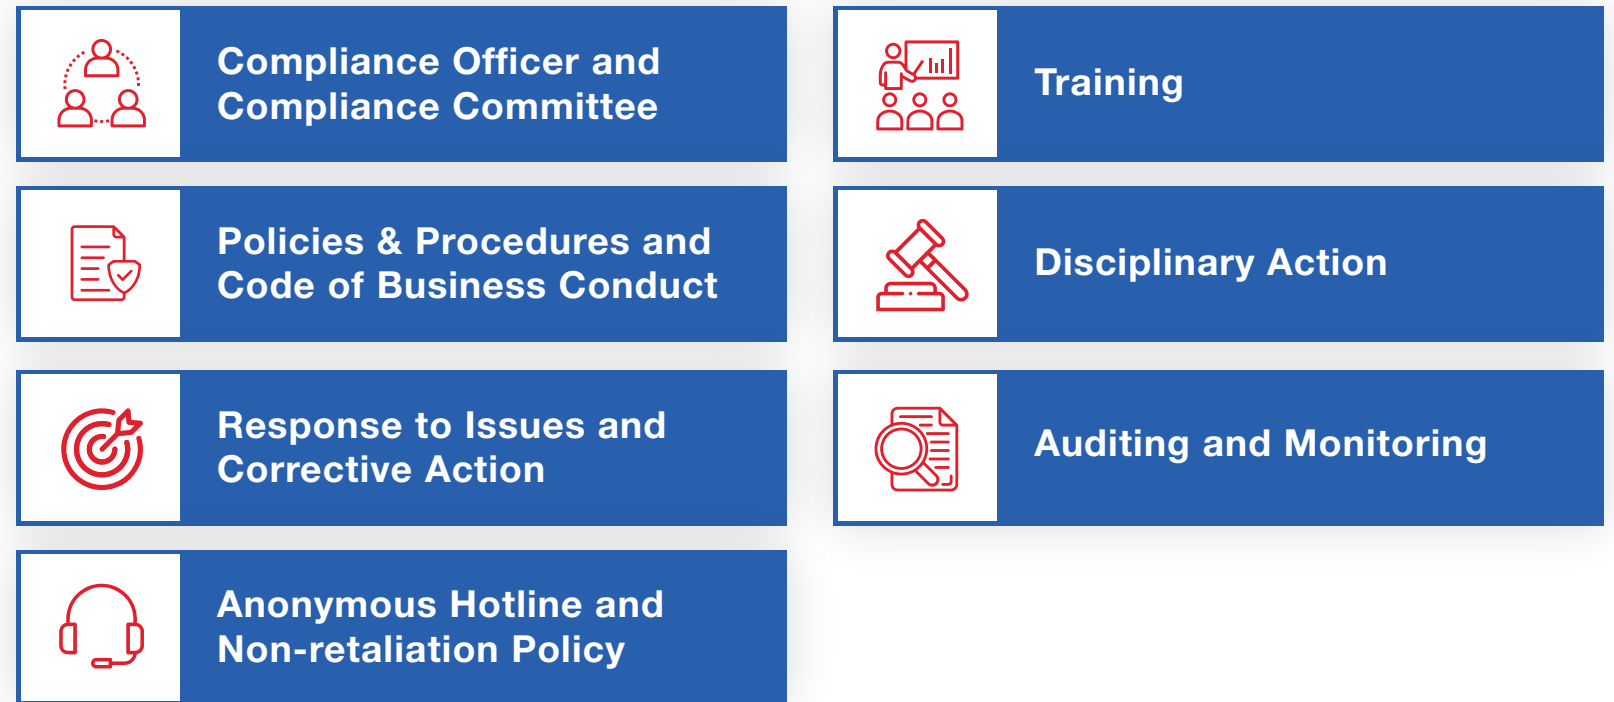 Compliance Officer and
Compliance Committee
Training
Policies & Procedures and
Code of Business Conduct
Disciplinary Action
Response to Issues and
Corrective Action
Auditing and Monitoring
Anonymous Hotline and
Non-retaliation Policy